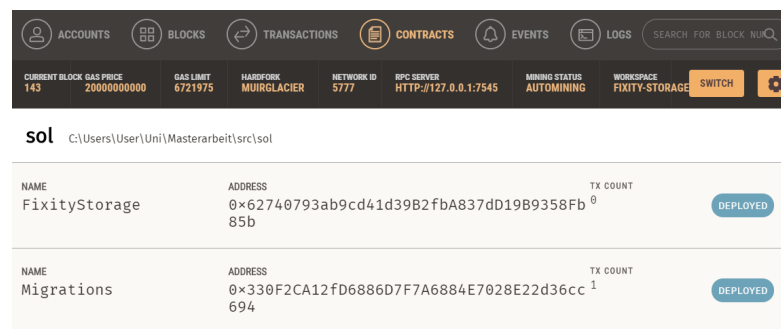 ACCOUNTS BLOCKS TRANSACTIONS CONTRACTS EVENTS LOGS SEARCH FOR BLOCK
CURRENT BLOCK GAS PRICE GAS LIMIT HARDFORK NETWORK ID RPC SERVER MINING STATUS WORKSPACE
143 20000000000 6721975 MUIRGLACIER 5777 HTTP://127.0.0.1:7545 AUTOMINING FIXITY-STORAGE SWITCH
sol C:\Users\User\Uni\Masterarbeit\src\sol
NAME ADDRESS TX COUNT
FixityStorage 0×62740793ab9cd41d39B2fbA837dD19B9358Fb 0 DEPLOYED
85b
NAME ADDRESS TX COUNT
Migrations 0×330F2CA12fD6886D7F7A6884E7028E22d36cc 1 DEPLOYED
694